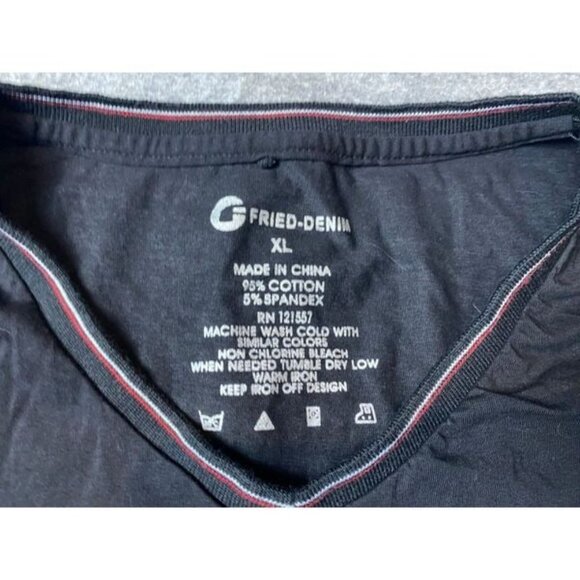 FRIED-DENIM
XL
MADE IN CHINA
95% COTTON
5% SPANDEX
RN 121557
MACHINE WASH COLD WITH
SIMILAR COLORS
NON CHLORINE BLEACH
WHEN NEEDED TUMBLE DRY LOW
WARM IRON
KEEP IRON OFF DESIGN